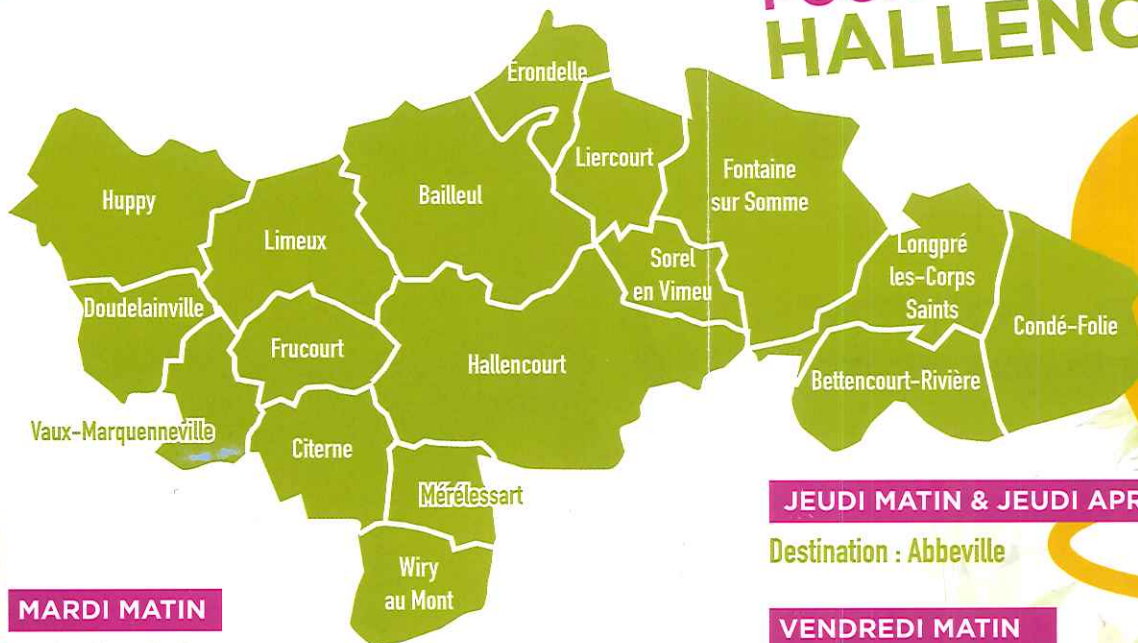 HALLENC
Érondelle
Liercourt
Fontaine
sur Somme
Huppy
Bailleul
Limeux
Sorel
en Vimeu
Longpré
les-Corps
Saints
Doudelainville
Frucourt
Hallencourt
Condé-Folie
Bettencourt-Rivière
Vaux-Marquenneville
Citerne
Mérélessart
Wiry
au Mont
MARDI MATIN
JEUDI MATIN & JEUDI APR
Destination : Abbeville
VENDREDI MATIN